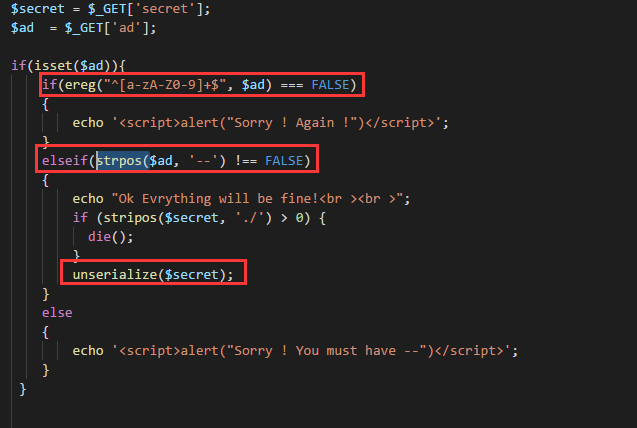 $secret = $_GET['secret'];
$ad  = $_GET['ad'];
if(isset($ad)){
if(ereg("^[a-zA-Z0-9]+$", $ad) === FALSE)
{
echo '<script>alert("Sorry ! Again !")</script>';
}
elseif(strpos($ad, '--') !== FALSE)
{
echo "Ok Evrything will be fine!<br ><br >";
if (stripos($secret, './') > 0) {
die();
}
unserialize($secret);
}
else
{
echo '<script>alert("Sorry ! You must have --")</script>';
}
}